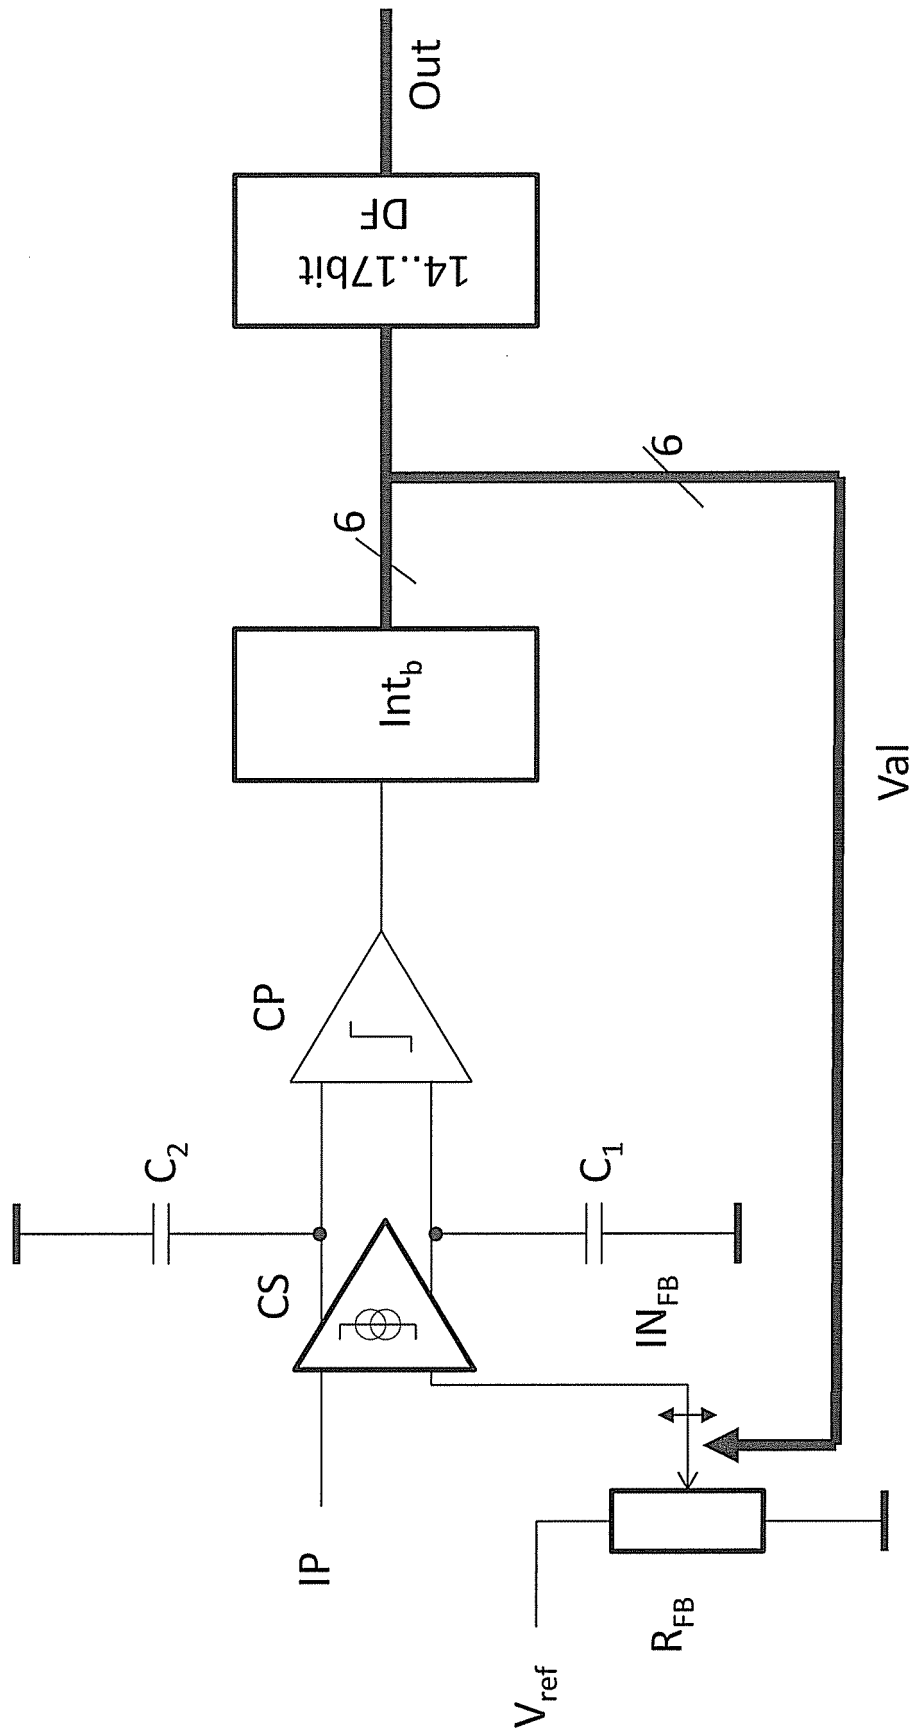 IP
V_ref
R_FB
CS
IN_FB
C_2
C_1
CP
Int_b
6
6
Val
14..17bit
DF
Out